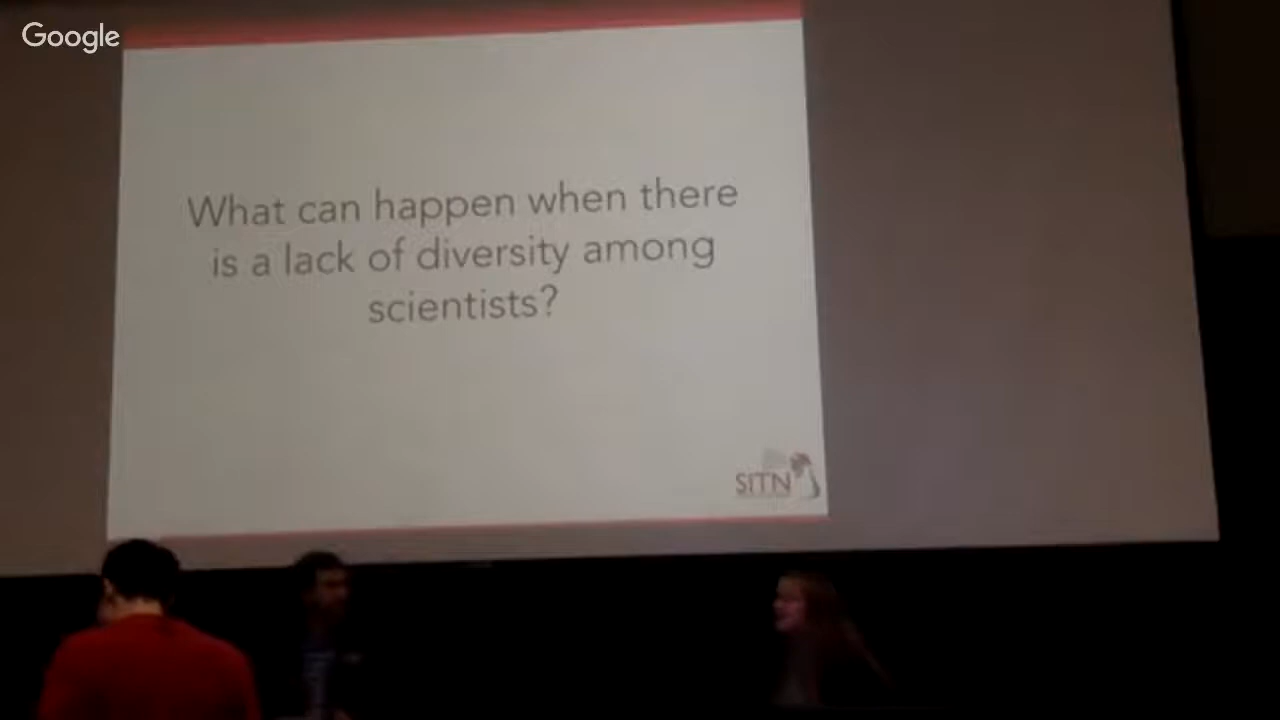 Google
What can happen when there
is a lack of diversity among
scientists?
SITN